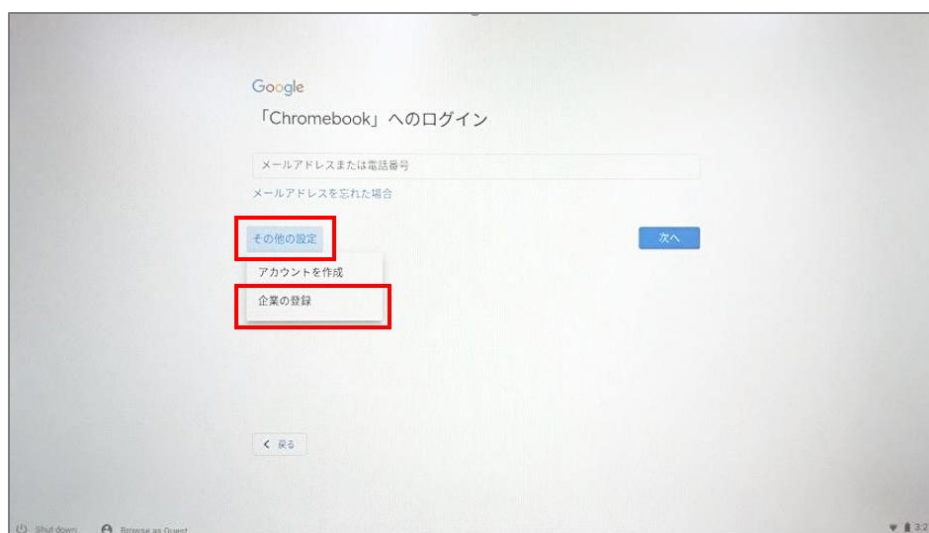 Google
「Chromebook」へのログイン
メールアドレスまたは電話番号
メールアドレスを忘れた場合
その他の設定
次へ
アカウントを作成
企業の登録
戻る
Shut down
Browse as Guest